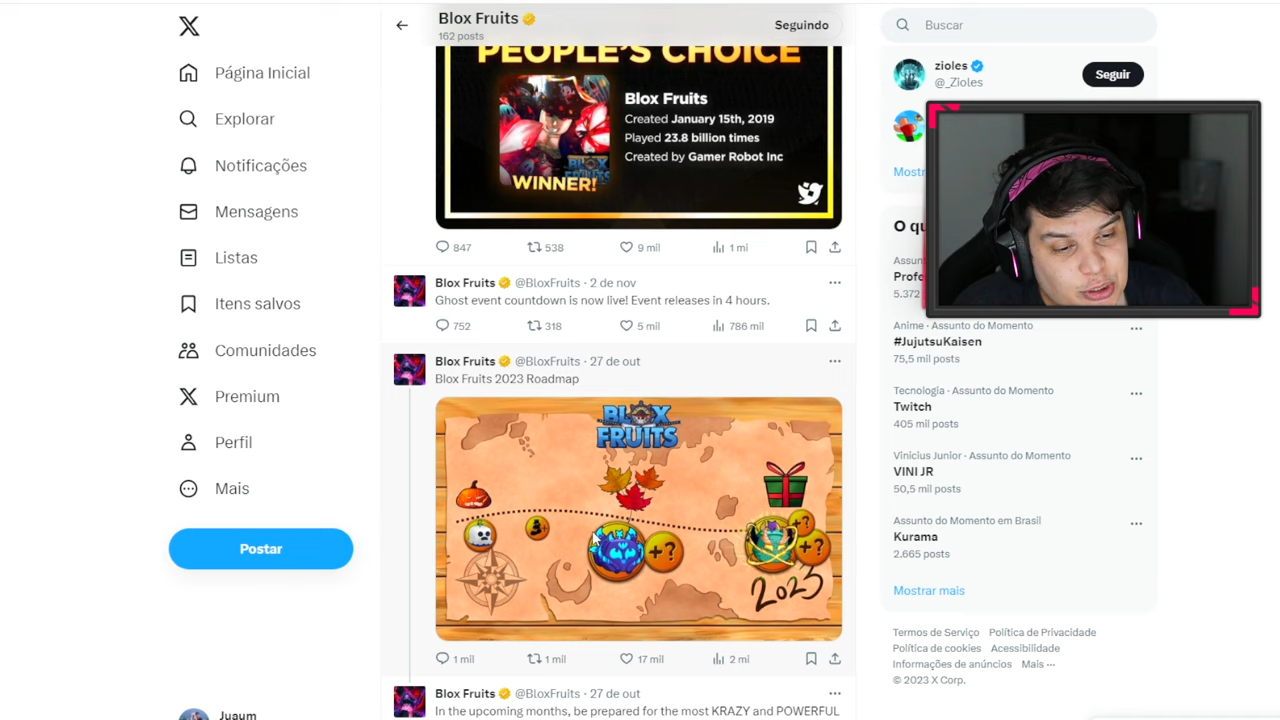 Blox Fruits
162 posts
Seguindo
Buscar
Página Inicial
Explorar
Notificações
Mensagens
Listas
Itens salvos
Comunidades
Premium
Perfil
Mais
Postar
Juaum
PEOPLE'S CHOICE
Blox Fruits
Created January 15th, 2019
Played 23.8 billion times
Created by Gamer Robot Inc
BLOX FRUITS
WINNER!
847 538 9 mil 1 mi
Blox Fruits @BloxFruits · 2 de nov
Ghost event countdown is now live! Event releases in 4 hours.
752 318 5 mil 786 mil
Blox Fruits @BloxFruits · 27 de out
Blox Fruits 2023 Roadmap
BLOX
FRUITS
+?
+?
+?
2023
1 mil 1 mil 17 mil 2 mi
Blox Fruits @BloxFruits · 27 de out
In the upcoming months, be prepared for the most KRAZY and POWERFUL
zioles
@_Zioles
Seguir
Mostr
O qu
Assun
Profe
5.372
Anime · Assunto do Momento
#JujutsuKaisen
75,5 mil posts
Tecnologia · Assunto do Momento
Twitch
405 mil posts
Vinicius Junior · Assunto do Momento
VINI JR
50,5 mil posts
Assunto do Momento em Brasil
Kurama
2.665 posts
Mostrar mais
Termos de Serviço Política de Privacidade
Política de cookies Acessibilidade
Informações de anúncios Mais ···
© 2023 X Corp.